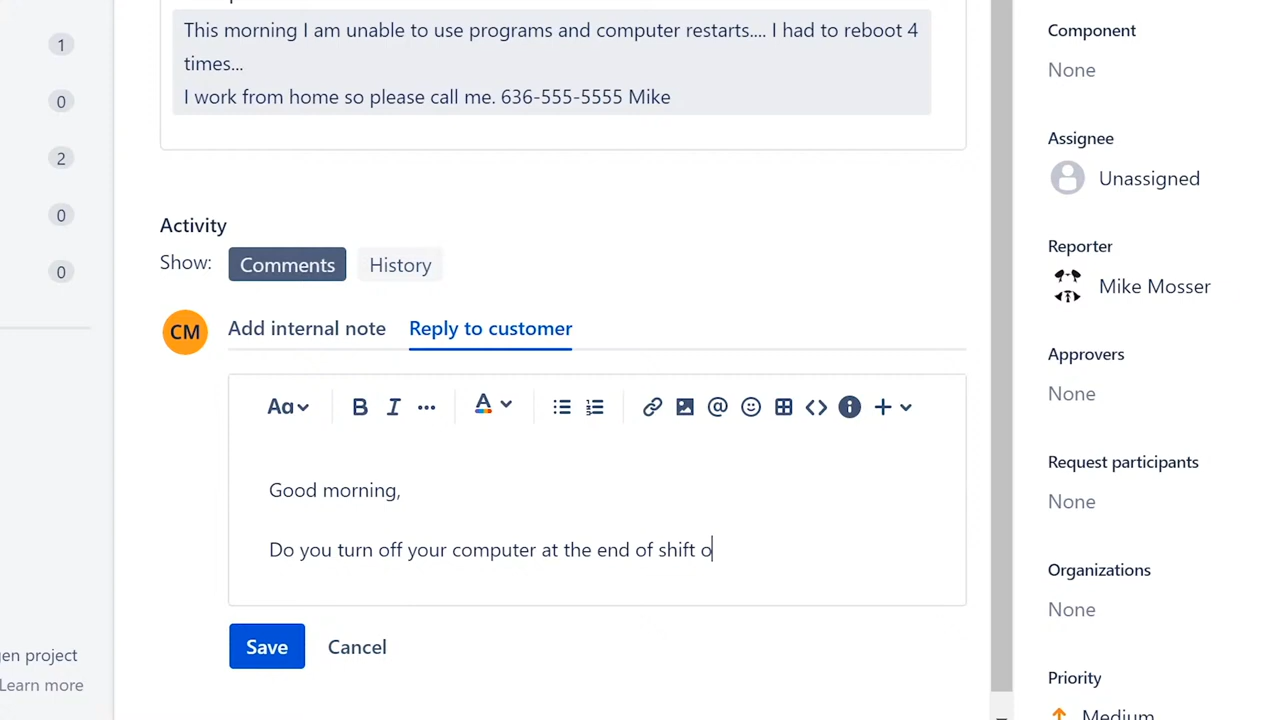 1
0
2
0
0
This morning I am unable to use programs and computer restarts.... I had to reboot 4
times...
I work from home so please call me. 636-555-5555 Mike
Activity
Show:
Comments
History
CM
Add internal note
Reply to customer
Aa
B I
A
Good morning,
Do you turn off your computer at the end of shift o
Save
Cancel
en project
Learn more
Component
None
Assignee
Unassigned
Reporter
Mike Mosser
Approvers
None
Request participants
None
Organizations
None
Priority
Medium